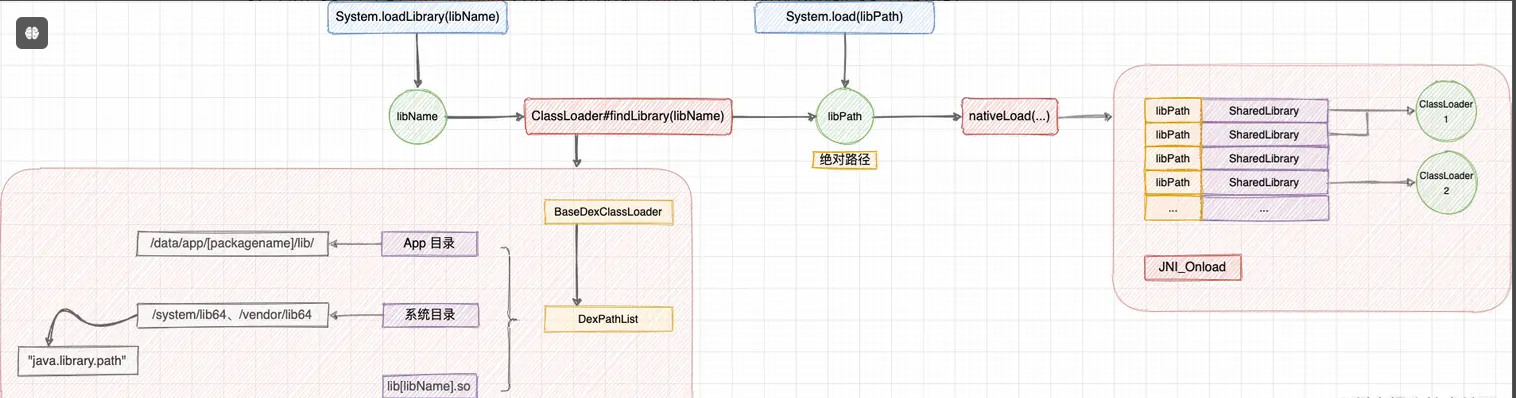 System.loadLibrary(libName)
System.load(libPath)
libName
ClassLoader#findLibrary(libName)
libPath
nativeLoad(...)
绝对路径
libPath SharedLibrary
libPath SharedLibrary
libPath SharedLibrary
libPath SharedLibrary
... ...
ClassLoader
1
ClassLoader
2
JNI_Onload
BaseDexClassLoader
DexPathList
/data/app/[packagename]/lib/
App 目录
/system/lib64、/vendor/lib64
系统目录
"java.library.path"
lib[libName].so